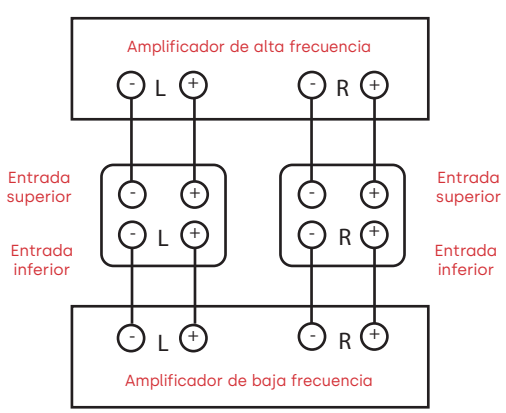 Amplificador de alta frecuencia
- L + - R +
Entrada
superior
- + - +
Entrada
superior
Entrada
inferior
- L + - R +
Entrada
inferior
- L + - R +
Amplificador de baja frecuencia